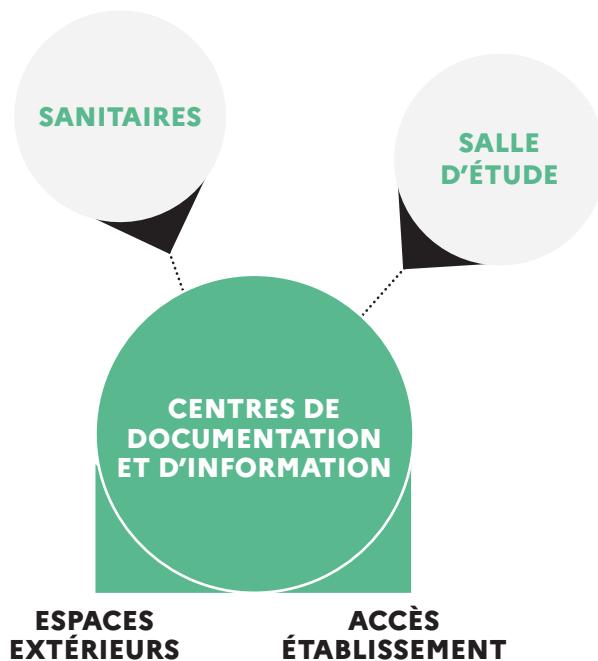 SANITAIRES
SALLE
D’ÉTUDE
CENTRES DE
DOCUMENTATION
ET D’INFORMATION
ESPACES
EXTÉRIEURS
ACCÈS
ÉTABLISSEMENT